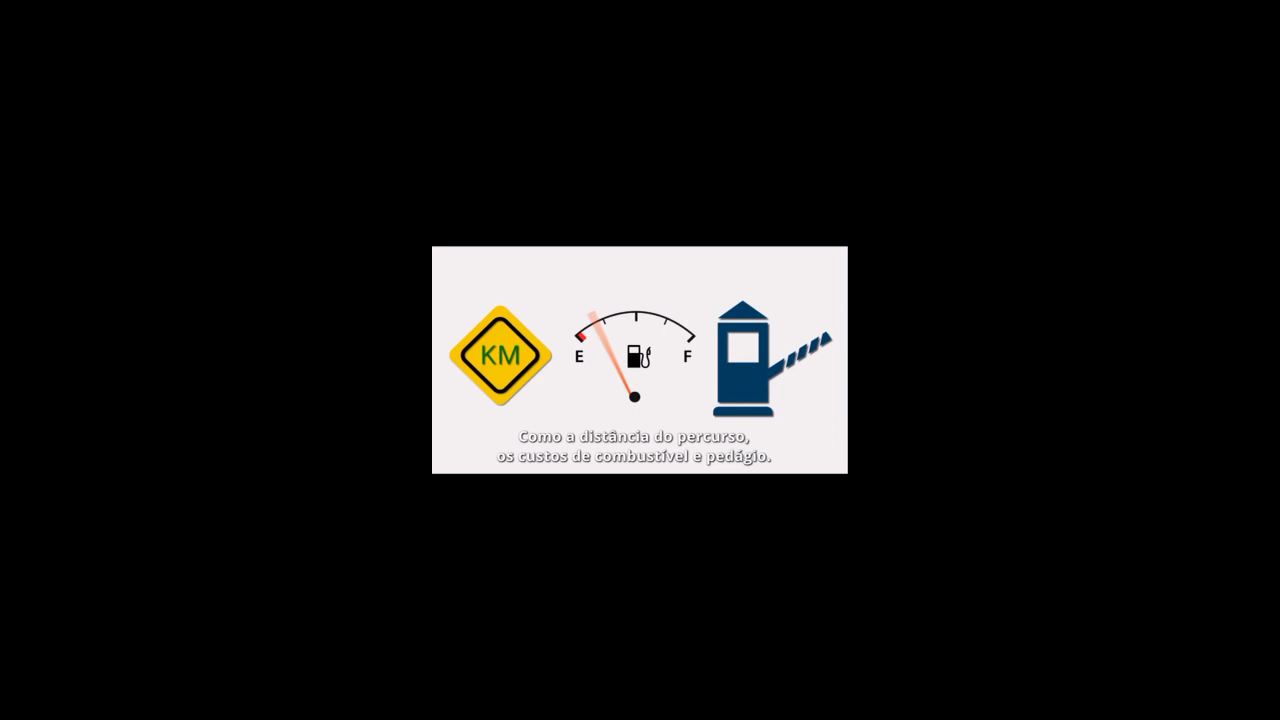 KM
E
F
Como a distância do percurso,
os custos de combustível e pedágio.